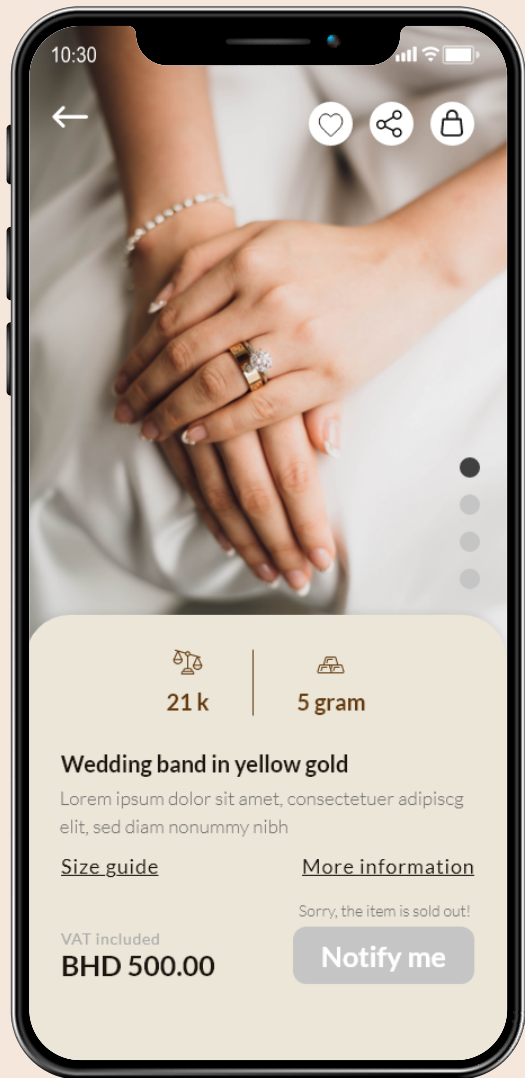 10:30
21 k
5 gram
Wedding band in yellow gold
Lorem ipsum dolor sit amet, consectetuer adipiscg
elit, sed diam nonummy nibh
Size guide
More information
Sorry, the item is sold out!
VAT included
BHD 500.00
Notify me